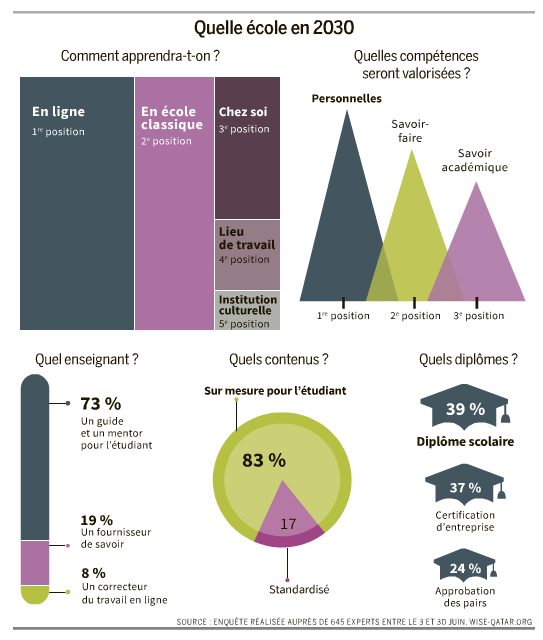 Quelle école en 2030
Comment apprendra-t-on ?
En ligne
1re position
En école
classique
2e position
Chez soi
3e position
Lieu
de travail
4e position
Institution
culturelle
5e position
Quelles compétences
seront valorisées ?
Personnelles
Savoir-
faire
Savoir
académique
1re position
2e position
3e position
Quel enseignant ?
73 %
Un guide
et un mentor
pour l'étudiant
19 %
Un fournisseur
de savoir
8 %
Un correcteur
du travail en ligne
Quels contenus ?
Sur mesure pour l'étudiant
83 %
17
Standardisé
Quels diplômes ?
39 %
Diplôme scolaire
37 %
Certification
d'entreprise
24 %
Approbation
des pairs
SOURCE : ENQUÊTE RÉALISÉE AUPRÈS DE 645 EXPERTS ENTRE LE 3 ET 30 JUIN. WISE-QATAR.ORG